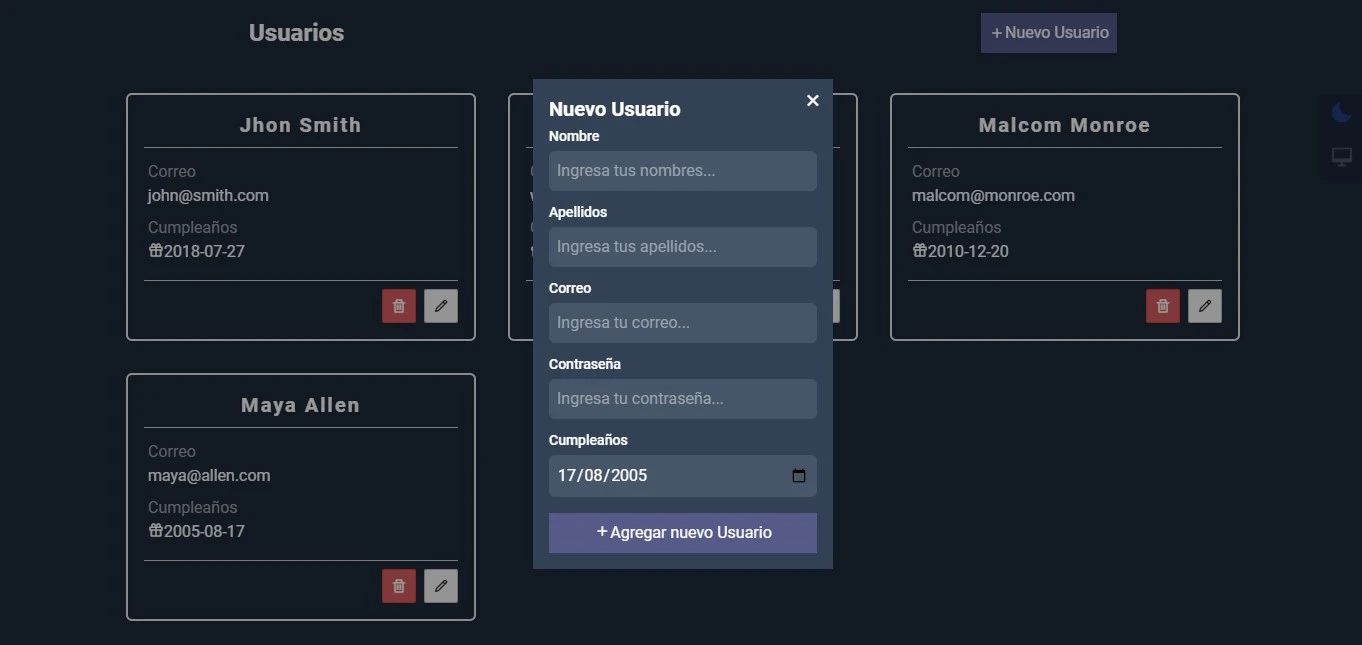 Usuarios
+ Nuevo Usuario
Jhon Smith
Correo
john@smith.com
Cumpleaños
2018-07-27
Malcom Monroe
Correo
malcom@monroe.com
Cumpleaños
2010-12-20
Maya Allen
Correo
maya@allen.com
Cumpleaños
2005-08-17
Nuevo Usuario
Nombre
Ingresa tus nombres...
Apellidos
Ingresa tus apellidos...
Correo
Ingresa tu correo...
Contraseña
Ingresa tu contraseña...
Cumpleaños
17/08/2005
+ Agregar nuevo Usuario